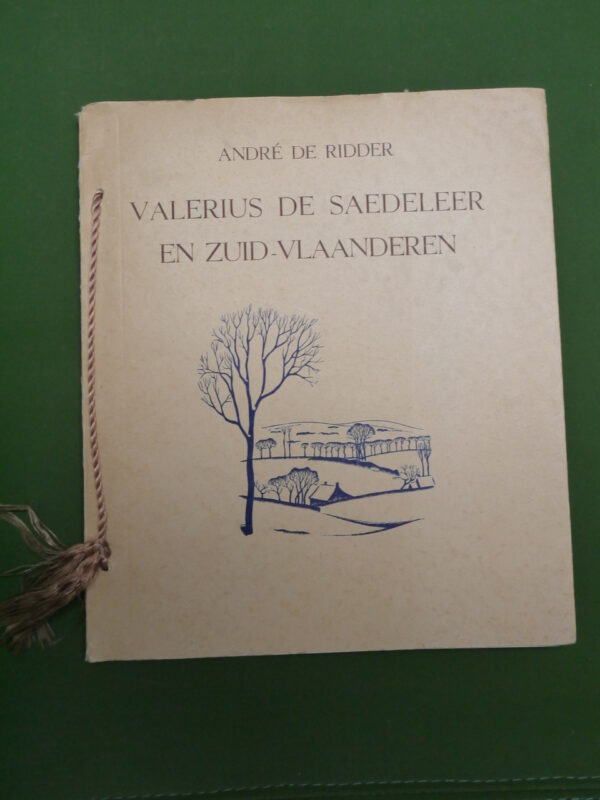 ANDRÉ DE RIDDER
VALERIUS DE SAEDELEER
EN ZUID-VLAANDEREN